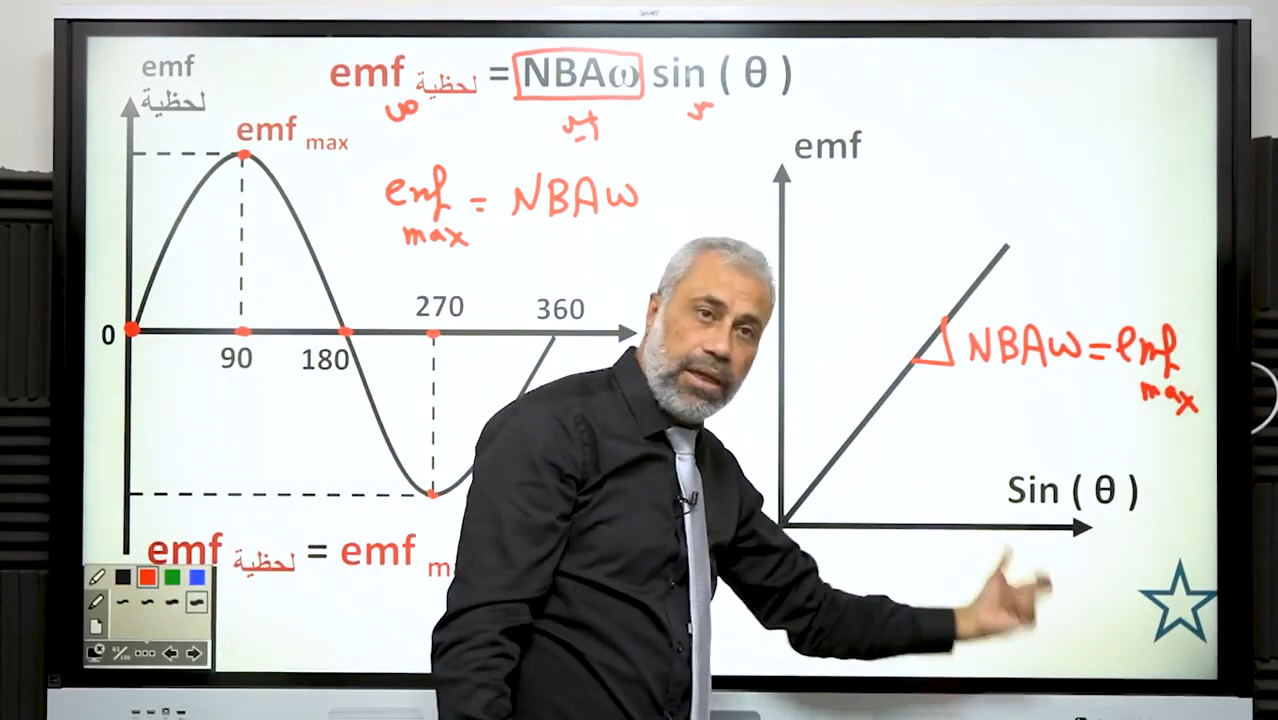 emf لحظية = NBAω sin ( θ )
ص م س
emf
لحظية
emf max
emf max = NBAω
0
90
180
270
360
emf لحظية = emf m
emf
NBAω = emf max
Sin ( θ )